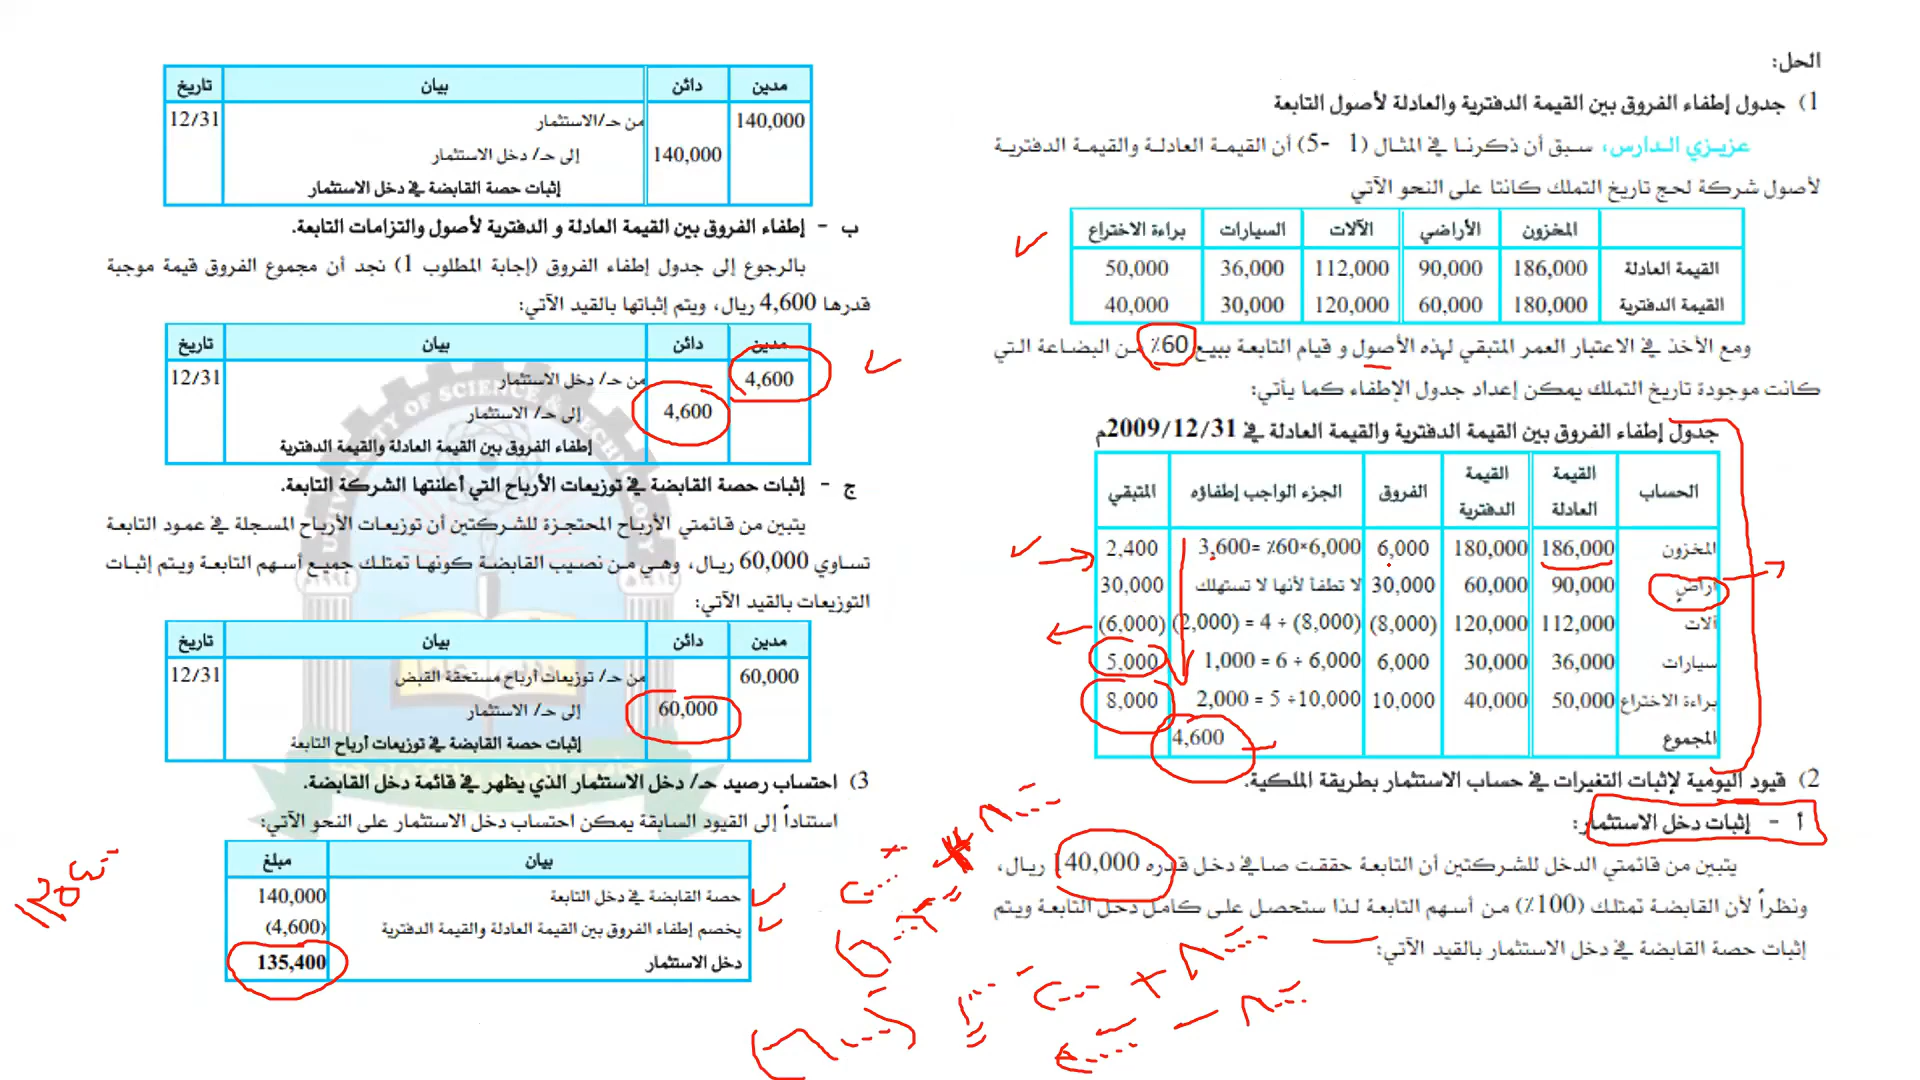 الحل:
1) جدول إطفاء الفروق بين القيمة الدفترية والعادلة لأصول التابعة
عزيزي الدارس، سبق أن ذكرنا في المثال (1 -5) أن القيمة العادلة والقيمة الدفترية
لأصول شركة لحج تاريخ التملك كانتا على النحو الآتي
المخزون الأراضي الآلات السيارات براءة الاختراع
القيمة العادلة 186,000 90,000 112,000 36,000 50,000
القيمة الدفترية 180,000 60,000 120,000 30,000 40,000
ومع الأخذ في الاعتبار العمر المتبقي لهذه الأصول و قيام التابعة ببيع 60٪ من البضاعة التي
كانت موجودة تاريخ التملك يمكن إعداد جدول الإطفاء كما يأتي:
جدول إطفاء الفروق بين القيمة الدفترية والقيمة العادلة في 2009/12/31م
الحساب القيمة العادلة القيمة الدفترية الفروق الجزء الواجب إطفاؤه المتبقي
المخزون 186,000 180,000 6,000 6,000×60٪ =3,600 2,400
أراضٍ 90,000 60,000 30,000 لا تطفأ لأنها لا تستهلك 30,000
آلات 112,000 120,000 (8,000) (8,000) ÷ 4 = (2,000) (6,000)
سيارات 36,000 30,000 6,000 6,000 ÷ 6 = 1,000 5,000
براءة الاختراع 50,000 40,000 10,000 10,000÷ 5 = 2,000 8,000
المجموع 4,600
2) قيود اليومية لإثبات التغيرات في حساب الاستثمار بطريقة الملكية.
أ - إثبات دخل الاستثمار:
يتبين من قائمتي الدخل للشركتين أن التابعة حققت صافي دخل قدره 140,000 ريال،
ونظراً لأن القابضة تمتلك (100٪) من أسهم التابعة لذا ستحصل على كامل دخل التابعة ويتم
إثبات حصة القابضة في دخل الاستثمار بالقيد الآتي:
مدين دائن بيان تاريخ
140,000 من حـ/الاستثمار 12/31
140,000 إلى حـ/ دخل الاستثمار
إثبات حصة القابضة في دخل الاستثمار
ب - إطفاء الفروق بين القيمة العادلة و الدفترية لأصول والتزامات التابعة.
بالرجوع إلى جدول إطفاء الفروق (إجابة المطلوب 1) نجد أن مجموع الفروق قيمة موجبة
قدرها 4,600 ريال، ويتم إثباتها بالقيد الآتي:
مدين دائن بيان تاريخ
4,600 من حـ/ دخل الاستثمار 12/31
4,600 إلى حـ/ الاستثمار
إطفاء الفروق بين القيمة العادلة والقيمة الدفترية
ج - إثبات حصة القابضة في توزيعات الأرباح التي أعلنتها الشركة التابعة.
يتبين من قائمتي الأرباح المحتجزة للشركتين أن توزيعات الأرباح المسجلة في عمود التابعة
تساوي 60,000 ريال، وهي من نصيب القابضة كونها تمتلك جميع أسهم التابعة ويتم إثبات
التوزيعات بالقيد الآتي:
مدين دائن بيان تاريخ
60,000 من حـ/ توزيعات أرباح مستحقة القبض 12/31
60,000 إلى حـ/ الاستثمار
إثبات حصة القابضة في توزيعات أرباح التابعة
3) احتساب رصيد حـ/ دخل الاستثمار الذي يظهر في قائمة دخل القابضة.
استناداً إلى القيود السابقة يمكن احتساب دخل الاستثمار على النحو الآتي:
بيان مبلغ
حصة القابضة في دخل التابعة 140,000
يخصم إطفاء الفروق بين القيمة العادلة والقيمة الدفترية (4,600)
دخل الاستثمار 135,400
UNIVERSITY OF SCIENCE & TECHNOLOGY